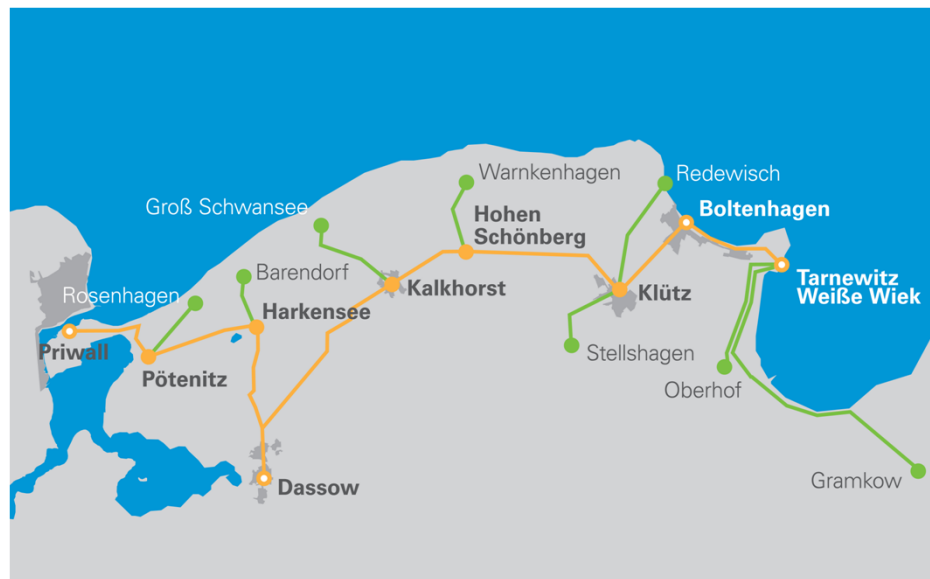 Warnkenhagen
Redewisch
Groß Schwansee
Hohen
Schönberg
Boltenhagen
Barendorf
Kalkhorst
Klütz
Tarnewitz
Weiße Wiek
Rosenhagen
Harkensee
Priwall
Stellshagen
Pötenitz
Oberhof
Dassow
Gramkow